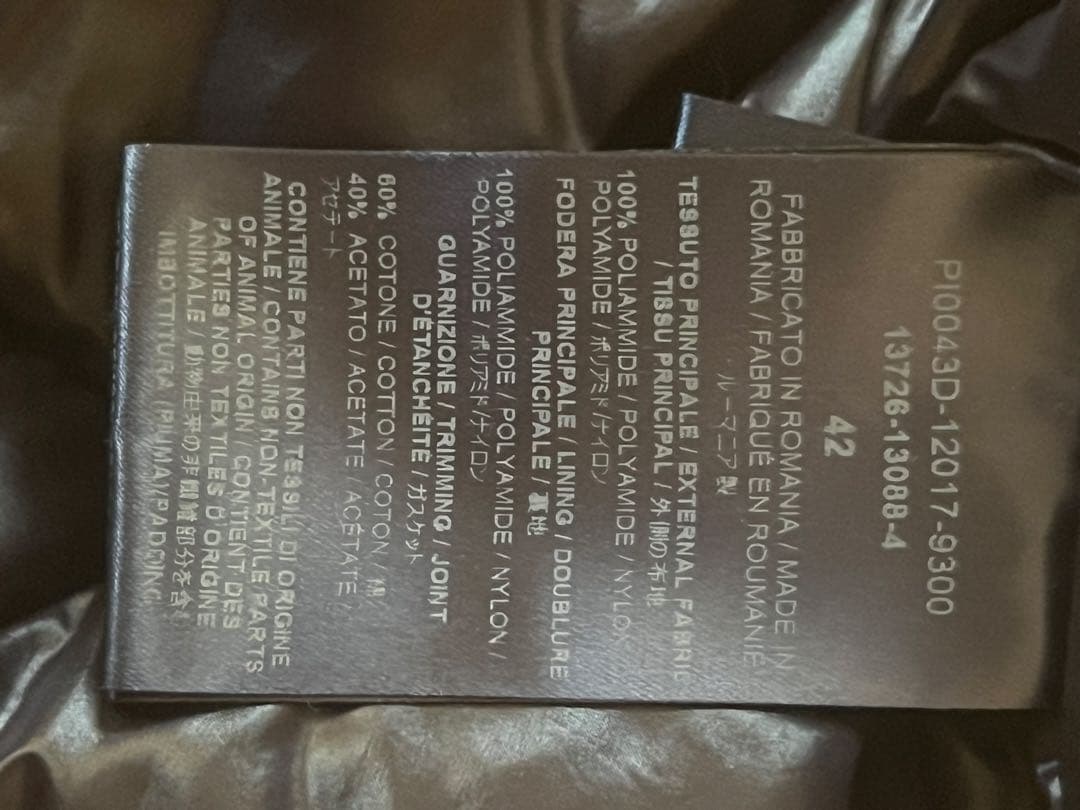 PI0043D-12017-9300
13726-13088-4
42
FABBRICATO IN ROMANIA / MADE IN
ROMANIA / FABRIQUÉ EN ROUMANIE
ルーマニア製
TESSUTO PRINCIPALE / EXTERNAL FABRIC
/ TISSU PRINCIPAL / 外側の布地
100% POLIAMMIDE / POLYAMIDE / NYLON
POLYAMIDE / ポリアミド/ナイロン
FODERA PRINCIPALE / LINING / DOUBLURE
PRINCIPALE / 裏地
100% POLIAMMIDE / POLYAMIDE / NYLON /
POLYAMIDE / ポリアミド/ナイロン
GUARNIZIONE / TRIMMING / JOINT
D'ÉTANCHÉITÉ / ガスケット
60% COTONE / COTTON / COTON / 綿
40% ACETATO / ACETATE / ACÉTATE /
アセテート
CONTIENE PARTI NON TESSILI DI ORIGINE
ANIMALE / CONTAINS NON-TEXTILE PARTS
OF ANIMAL ORIGIN / CONTIENT DES
PARTIES NON TEXTILES D'ORIGINE
ANIMALE / 動物由来の非繊維部分を含
IMBOTTITURA (PIUMA)/PADDING